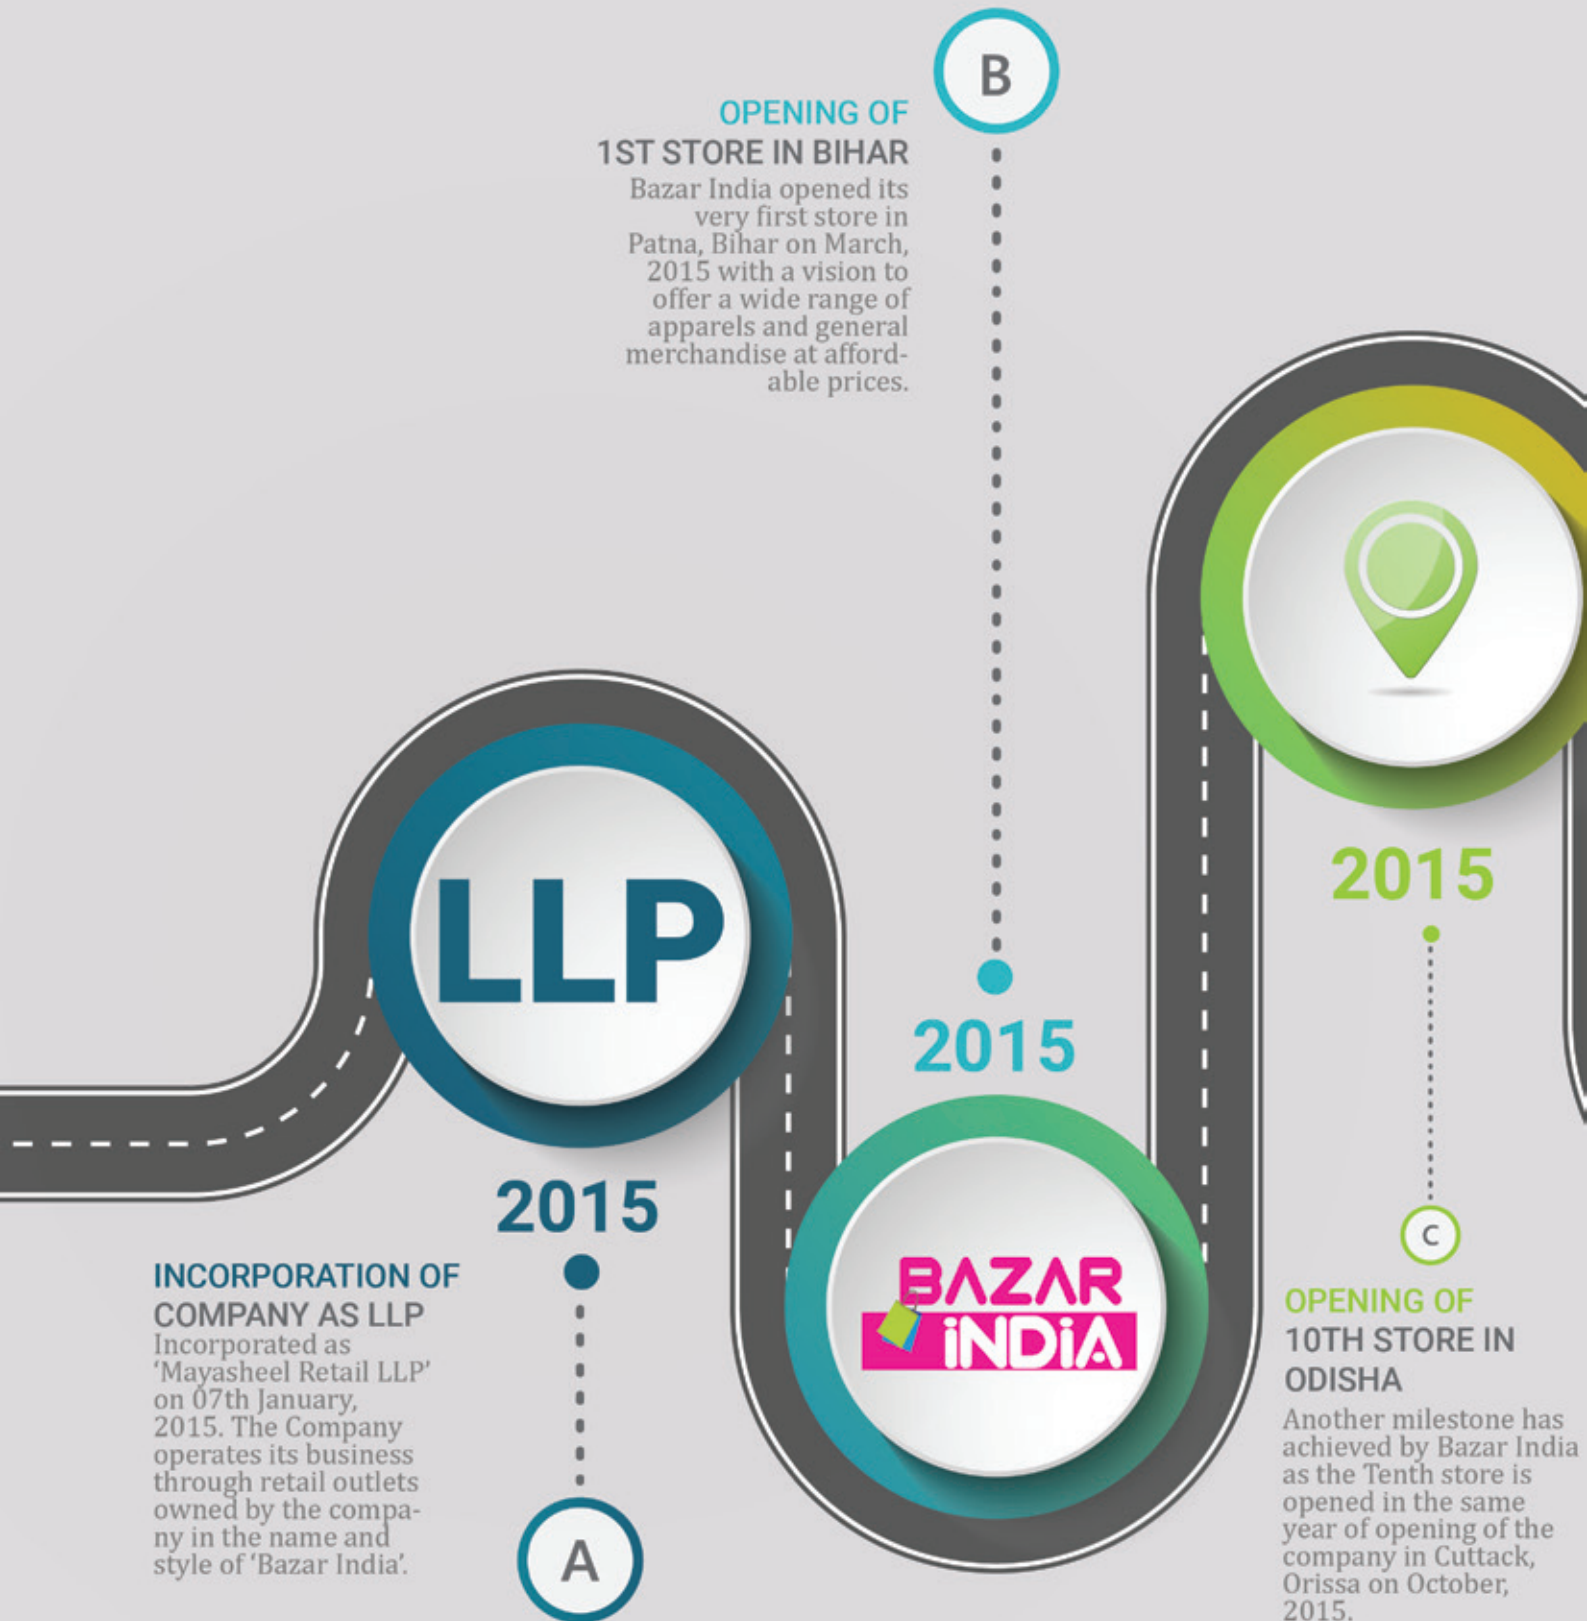 B
OPENING OF
1ST STORE IN BIHAR
Bazar India opened its
very first store in
Patna, Bihar on March,
2015 with a vision to
offer a wide range of
apparels and general
merchandise at afford-
able prices.
2015
BAZAR
iNDiA
LLP
2015
INCORPORATION OF
COMPANY AS LLP
Incorporated as
‘Mayasheel Retail LLP’
on 07th January,
2015. The Company
operates its business
through retail outlets
owned by the compa-
ny in the name and
style of ‘Bazar India’.
A
2015
C
OPENING OF
10TH STORE IN
ODISHA
Another milestone has
achieved by Bazar India
as the Tenth store is
opened in the same
year of opening of the
company in Cuttack,
Orissa on October,
2015.